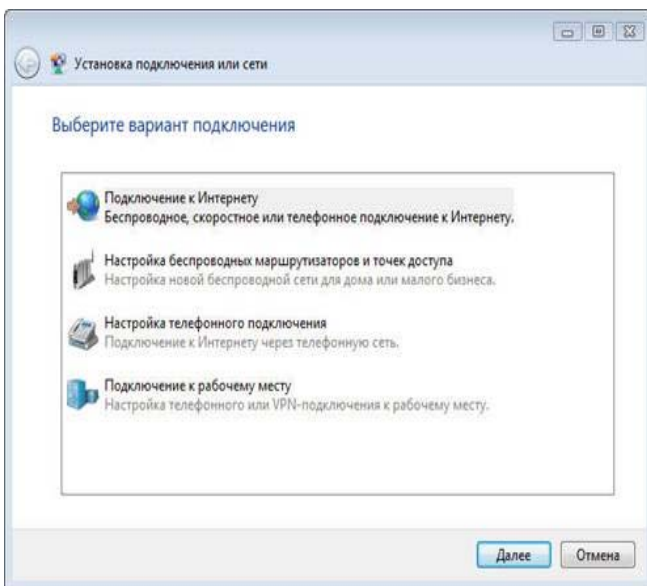 Установка подключения или сети
Выберите вариант подключения
Подключение к Интернету
Беспроводное, скоростное или телефонное подключение к Интернету.
Настройка беспроводных маршрутизаторов и точек доступа
Настройка новой беспроводной сети для дома или малого бизнеса.
Настройка телефонного подключения
Подключение к Интернету через телефонную сеть.
Подключение к рабочему месту
Настройка телефонного или VPN-подключения к рабочему месту.
Далее
Отмена